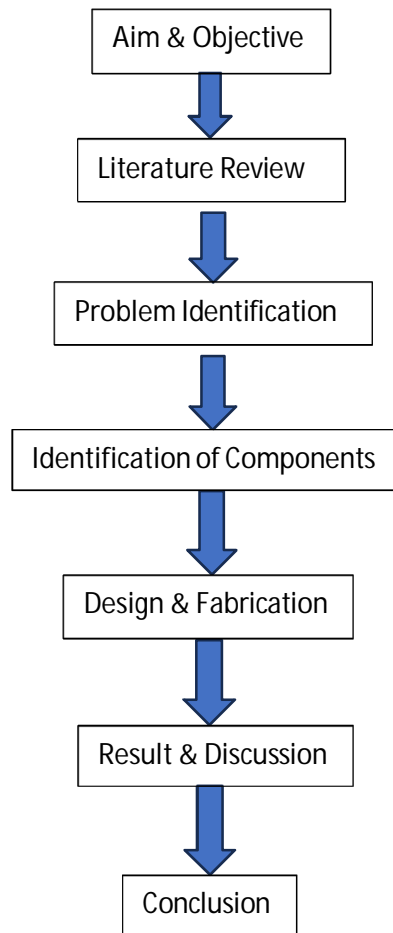 Aim & Objective
Literature Review
Problem Identification
Identification of Components
Design & Fabrication
Result & Discussion
Conclusion